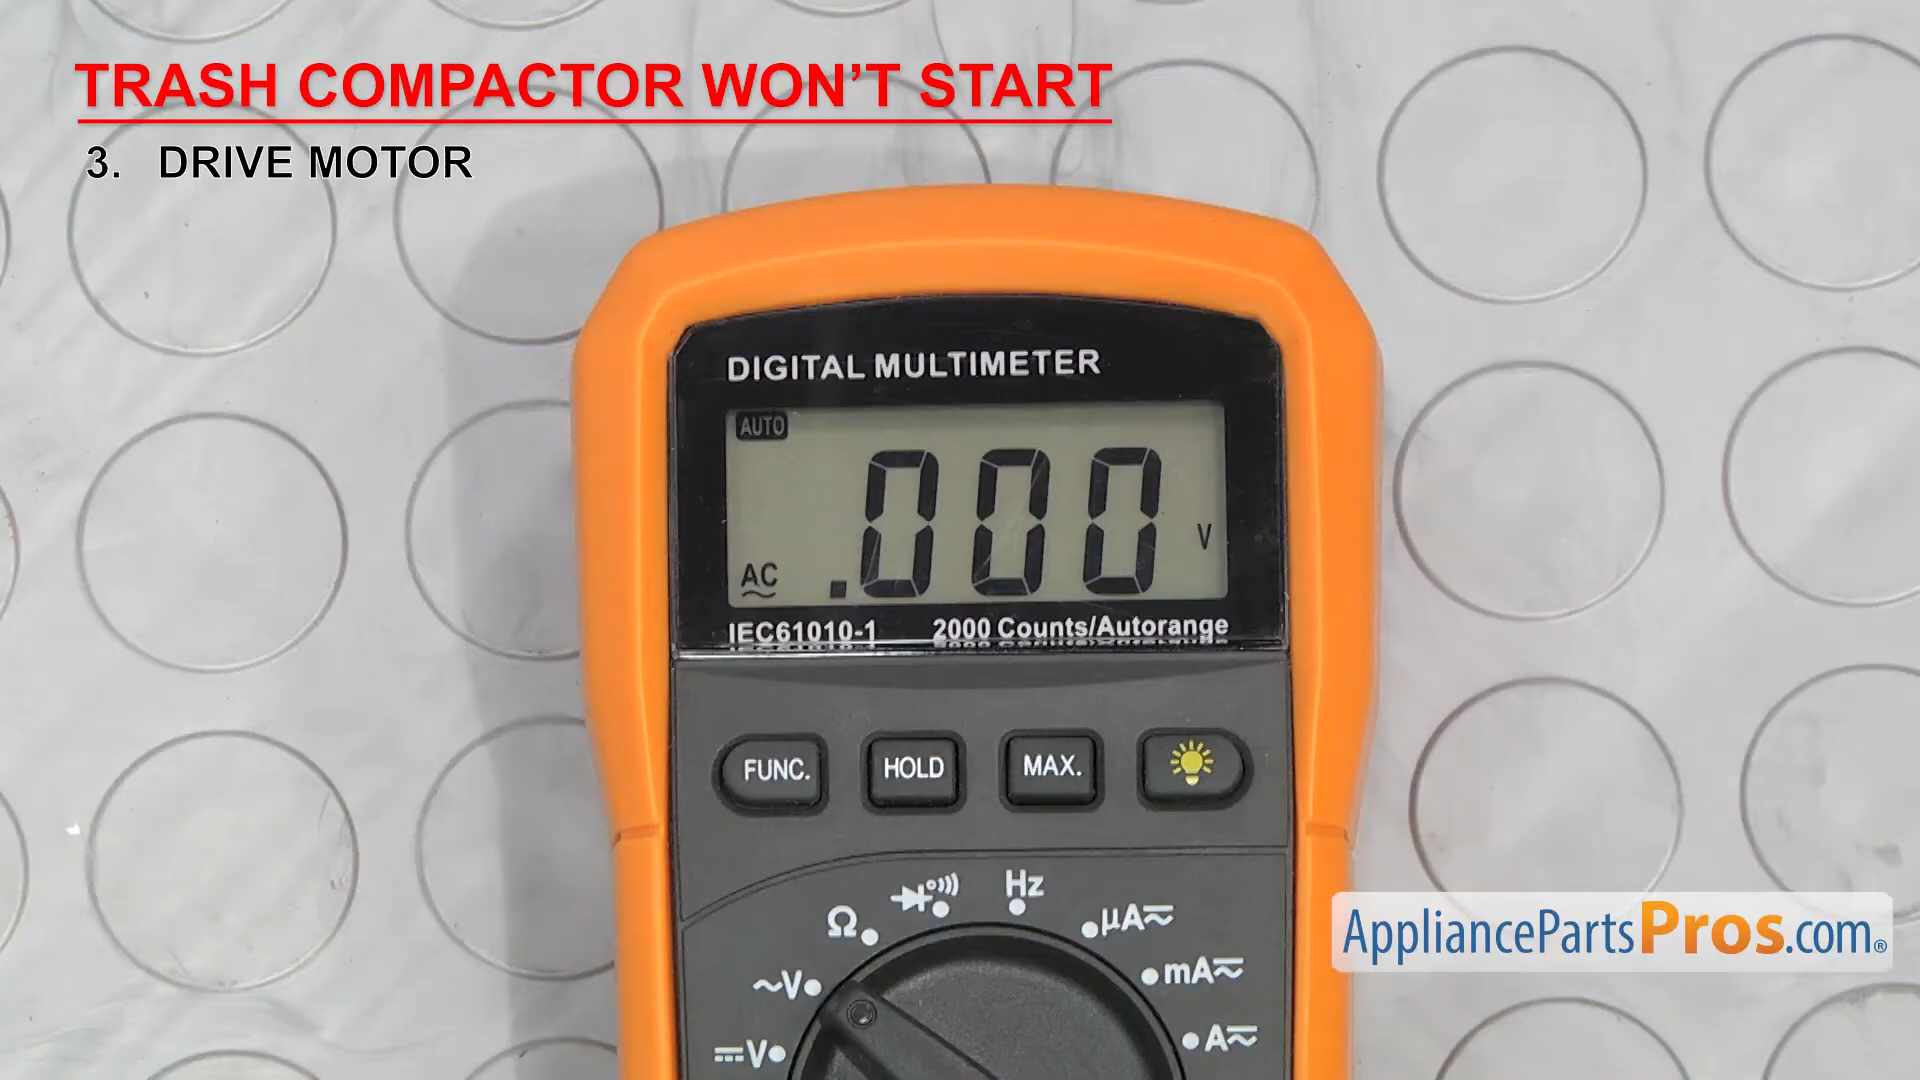 TRASH COMPACTOR WON’T START
3. DRIVE MOTOR
DIGITAL MULTIMETER
AUTO
.000 V
AC
IEC61010-1 2000 Counts/Autorange
FUNC. HOLD MAX.
Hz
Ω
µA
~V
mA
A
V
AppliancePartsPros.com®